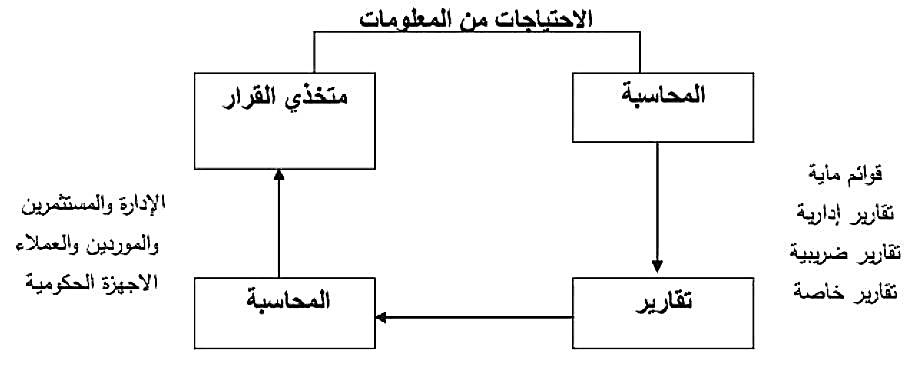 الاحتياجات من المعلومات
المحاسبة
متخذي القرار
قوائم ماية
تقارير إدارية
تقارير ضريبية
تقارير خاصة
الإدارة والمستثمرين
والموردين والعملاء
الاجهزة الحكومية
تقارير
المحاسبة